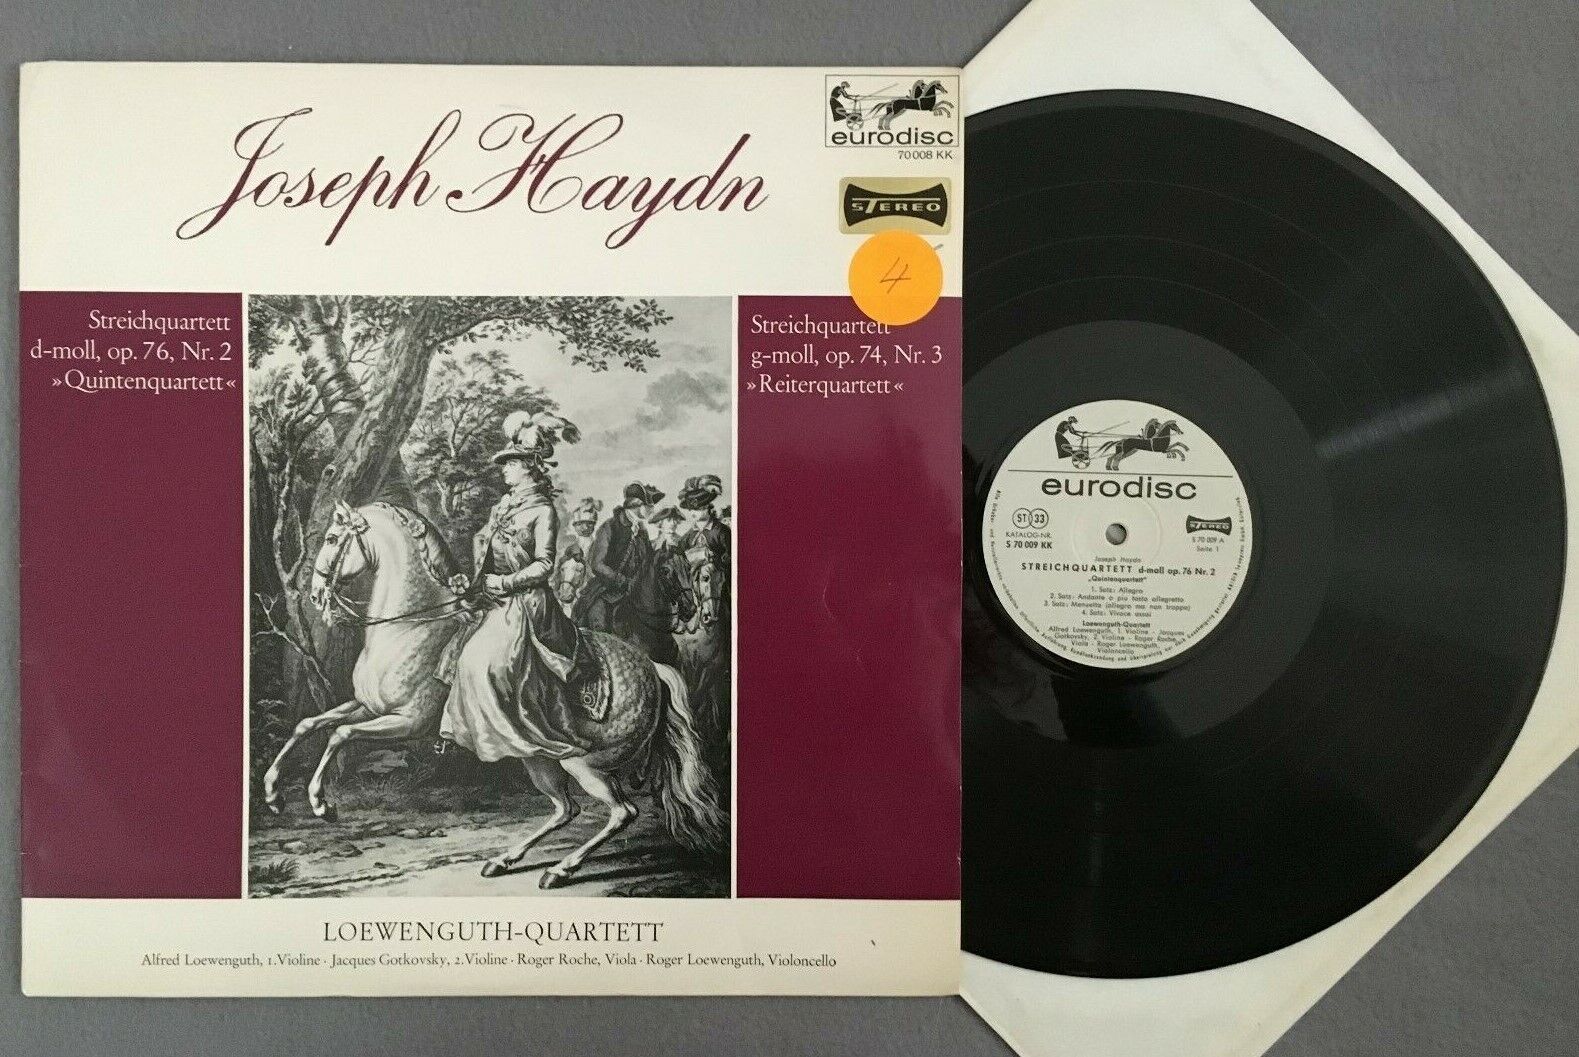 Joseph Haydn
eurodisc
70 008 KK
STEREO
4
Streichquartett
d-moll, op. 76, Nr. 2
»Quintenquartett«
Streichquartett
g-moll, op. 74, Nr. 3
»Reiterquartett«
LOEWENGUTH-QUARTETT
Alfred Loewenguth, 1. Violine · Jacques Gotkovsky, 2. Violine · Roger Roche, Viola · Roger Loewenguth, Violoncello
eurodisc
ST 33
STEREO
KATALOG-NR.
S 70 009 KK
S 70 009 A
Seite 1
Joseph Haydn
STREICHQUARTETT d-moll op. 76 Nr. 2
„Quintenquartett"
1. Satz: Allegro
2. Satz: Andante o piu tosto allegretto
3. Satz: Menuetto (allegro ma non troppo)
4. Satz: Vivace assai
Loewenguth-Quartett
Alfred Loewenguth, 1. Violine - Jacques
Gotkovsky, 2. Violine - Roger Roche,
Viola - Roger Loewenguth,
Violoncello